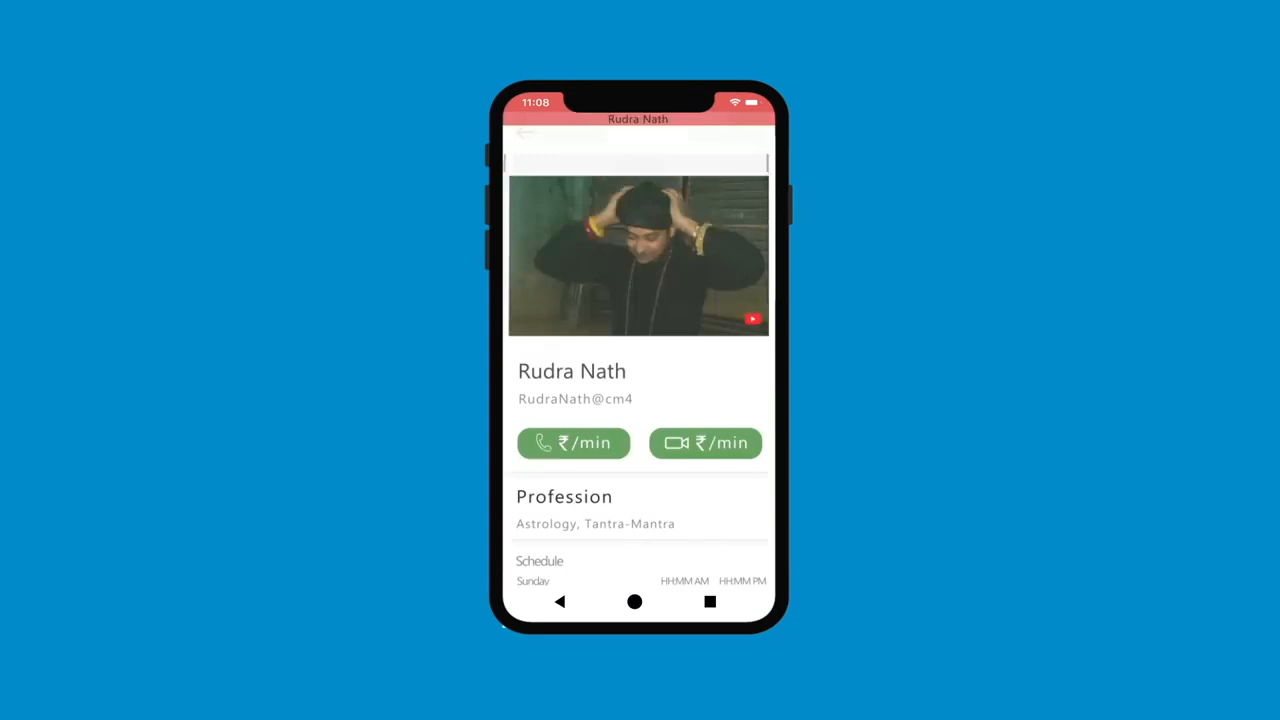 11:08
Rudra Nath
Rudra Nath
RudraNath@cm4
₹/min
₹/min
Profession
Astrology, Tantra-Mantra
Schedule
Sunday HH:MM AM HH:MM PM